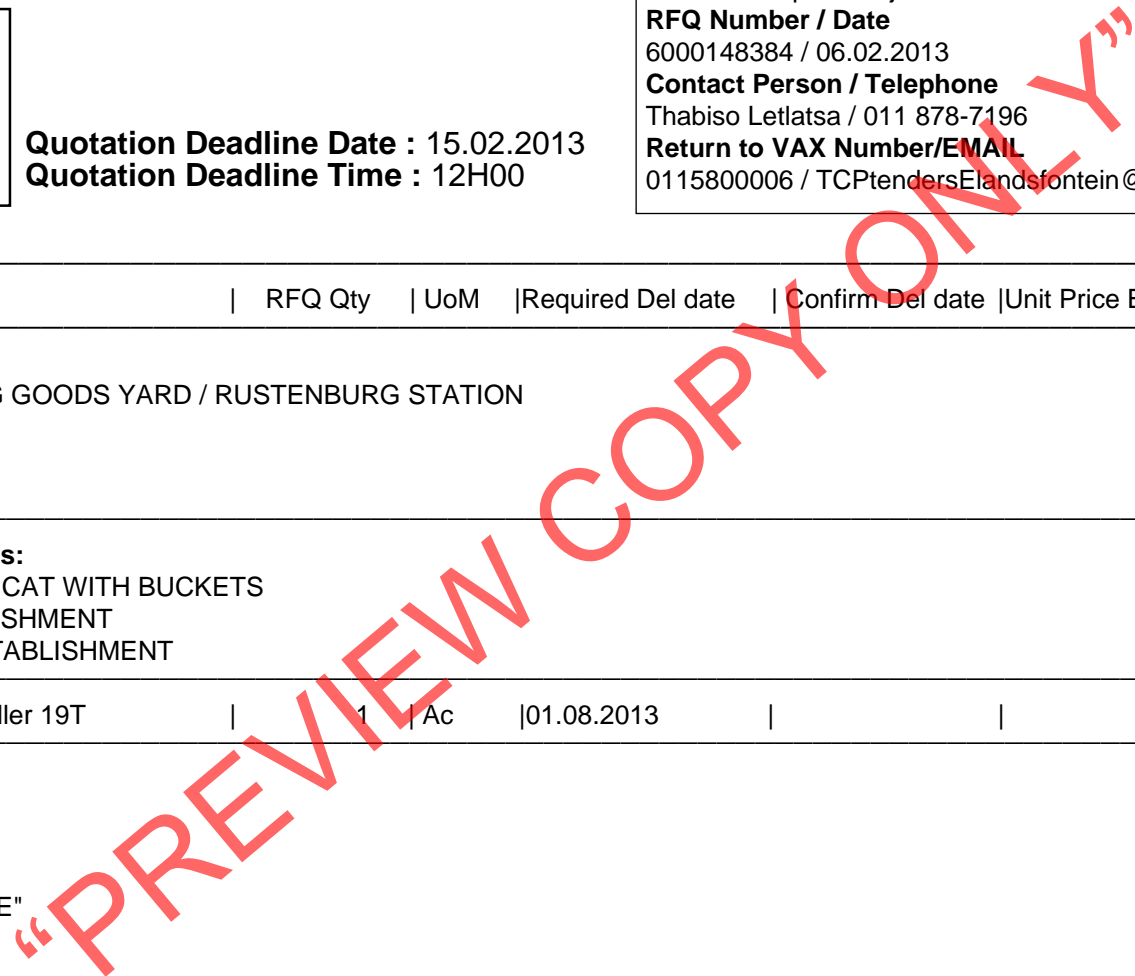 RFQ Number / Date
6000148384 / 06.02.2013
Contact Person / Telephone
Thabiso Letlatsa / 011 878-7196
Return to VAX Number/EMAIL
0115800006 / TCPtendersElandsfontein@
Quotation Deadline Date : 15.02.2013
Quotation Deadline Time : 12H00
| RFQ Qty | UoM |Required Del date | Confirm Del date |Unit Price E
G GOODS YARD / RUSTENBURG STATION
s:
CAT WITH BUCKETS
SHMENT
TABLISHMENT
ller 19T | 1 | Ac |01.08.2013 | |
E"
“PREVIEW COPY ONLY”